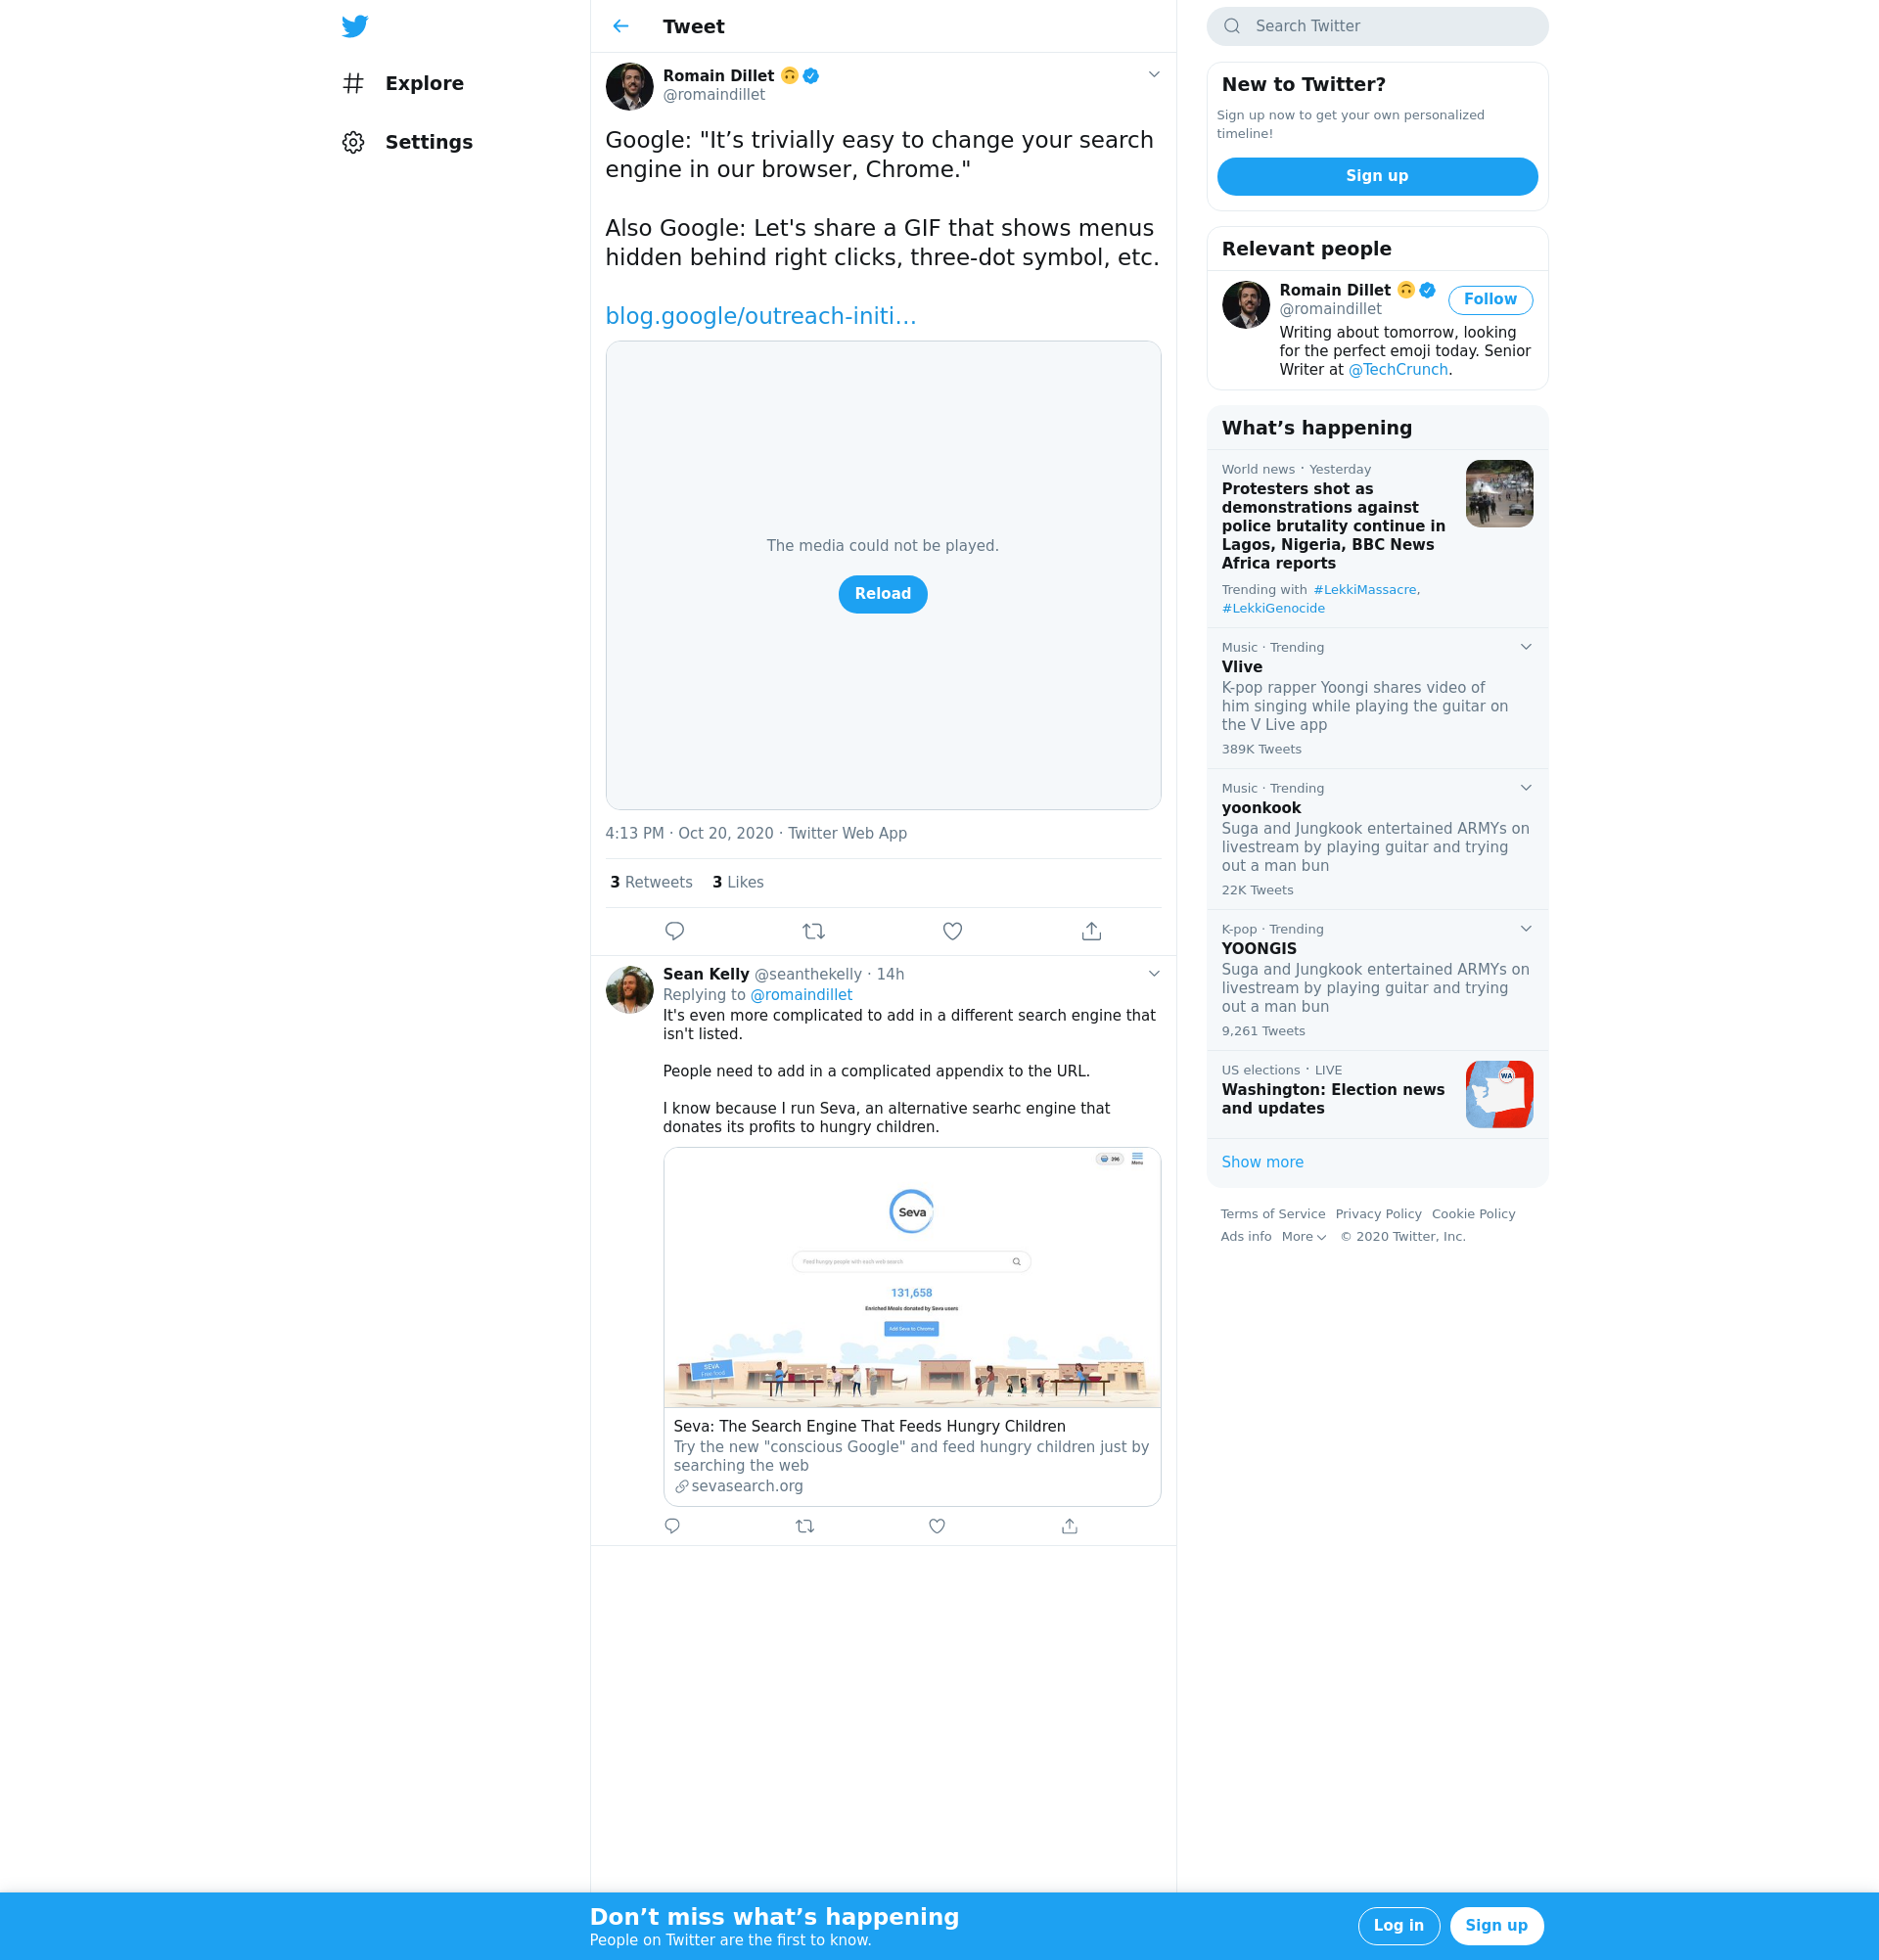 Explore
Settings
Tweet
Romain Dillet 🙃
@romaindillet
Google: "It’s trivially easy to change your search
engine in our browser, Chrome."
Also Google: Let's share a GIF that shows menus
hidden behind right clicks, three-dot symbol, etc.
blog.google/outreach-initi…
The media could not be played.
Reload
4:13 PM · Oct 20, 2020 · Twitter Web App
3 Retweets 3 Likes
Sean Kelly @seanthekelly · 14h
Replying to @romaindillet
It's even more complicated to add in a different search engine that
isn't listed.
People need to add in a complicated appendix to the URL.
I know because I run Seva, an alternative searhc engine that
donates its profits to hungry children.
396
Menu
Seva
Feed hungry people with each web search
131,658
Enriched Meals donated by Seva users
Add Seva to Chrome
SEVA
Free food
Seva: The Search Engine That Feeds Hungry Children
Try the new "conscious Google" and feed hungry children just by
searching the web
sevasearch.org
Search Twitter
New to Twitter?
Sign up now to get your own personalized
timeline!
Sign up
Relevant people
Romain Dillet 🙃
@romaindillet
Follow
Writing about tomorrow, looking
for the perfect emoji today. Senior
Writer at @TechCrunch.
What’s happening
World news · Yesterday
Protesters shot as
demonstrations against
police brutality continue in
Lagos, Nigeria, BBC News
Africa reports
Trending with #LekkiMassacre,
#LekkiGenocide
Music · Trending
Vlive
K-pop rapper Yoongi shares video of
him singing while playing the guitar on
the V Live app
389K Tweets
Music · Trending
yoonkook
Suga and Jungkook entertained ARMYs on
livestream by playing guitar and trying
out a man bun
22K Tweets
K-pop · Trending
YOONGIS
Suga and Jungkook entertained ARMYs on
livestream by playing guitar and trying
out a man bun
9,261 Tweets
US elections · LIVE
Washington: Election news
and updates
WA
Show more
Terms of Service Privacy Policy Cookie Policy
Ads info More © 2020 Twitter, Inc.
Don’t miss what’s happening
People on Twitter are the first to know.
Log in
Sign up